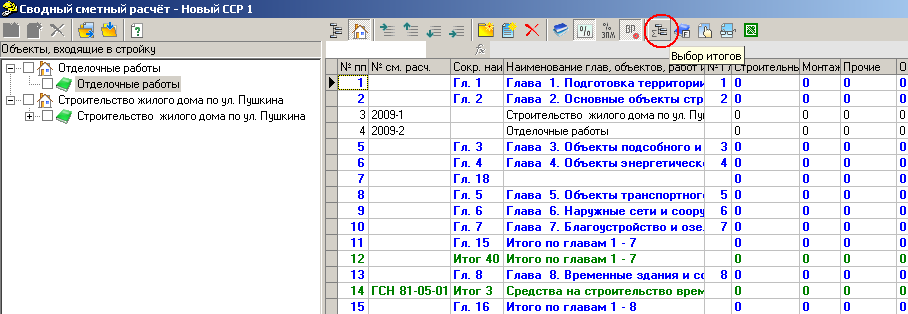 Сводный сметный расчёт - Новый ССР 1
% % ЗПМ ВР
Объекты, входящие в стройку fx
Выбор итогов
Отделочные работы
Отделочные работы
Строительство жилого дома по ул. Пушкина
Строительство жилого дома по ул. Пушкина
№ пп № см. расч. Сокр. наи Наименование глав, объектов, работ и № Гл Строительны Монтаж Прочие О
1 Гл. 1 Глава 1. Подготовка территории 1 0 0 0 0
2 Гл. 2 Глава 2. Основные объекты стр 2 0 0 0 0
3 2009-1 Строительство жилого дома по ул. Пуш 0 0 0 0
4 2009-2 Отделочные работы 0 0 0 0
5 Гл. 3 Глава 3. Объекты подсобного и 3 0 0 0 0
6 Гл. 4 Глава 4. Объекты энергетическо 4 0 0 0 0
7 Гл. 18 0 0 0 0
8 Гл. 5 Глава 5. Объекты транспортног 5 0 0 0 0
9 Гл. 6 Глава 6. Наружные сети и соору 6 0 0 0 0
10 Гл. 7 Глава 7. Благоустройство и озел 7 0 0 0 0
11 Гл. 15 Итого по главам 1 - 7 0 0 0 0
12 Итог 40 Итого по главам 1 - 7 0 0 0 0
13 Гл. 8 Глава 8. Временные здания и со 8 0 0 0 0
14 ГСН 81-05-01 Итог 3 Средства на строительство врем 0 0 0 0
15 Гл. 16 Итого по главам 1 - 8 0 0 0 0